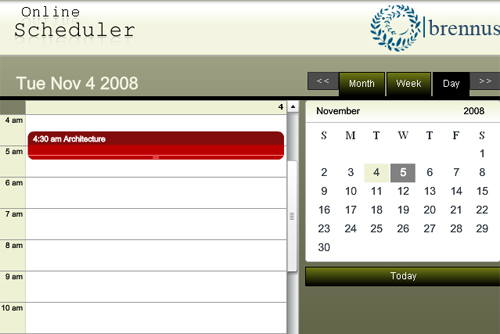 Online
Scheduler
brennus
Tue Nov 4 2008
<< Month Week Day >>
4
4 am
4:30 am Architecture
5 am
6 am
7 am
8 am
9 am
10 am
November 2008
S M T W T F S
1
2 3 4 5 6 7 8
9 10 11 12 13 14 15
16 17 18 19 20 21 22
23 24 25 26 27 28 29
30
Today